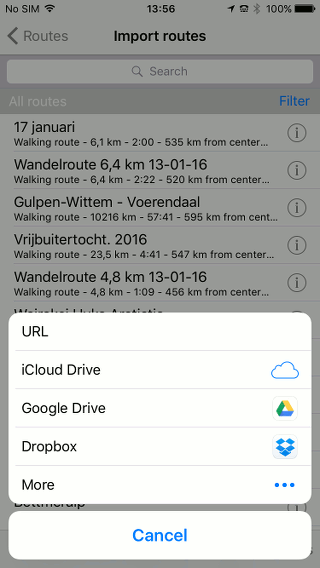 No SIM 13:56 100%
Routes Import routes
Search
All routes Filter
17 januari
Walking route - 6,1 km - 2:00 - 535 km from center...
Wandelroute 6,4 km 13-01-16
Walking route - 6,4 km - 2:22 - 520 km from center...
Gulpen-Wittem - Voerendaal
Walking route - 10216 km - 57:41 - 595 km from cent...
Vrijbuitertocht. 2016
Walking route - 23,5 km - 4:41 - 547 km from center...
Wandelroute 4,8 km 13-01-16
Walking route - 4,8 km - 1:09 - 456 km from center...
URL
iCloud Drive
Google Drive
Dropbox
More
Cancel